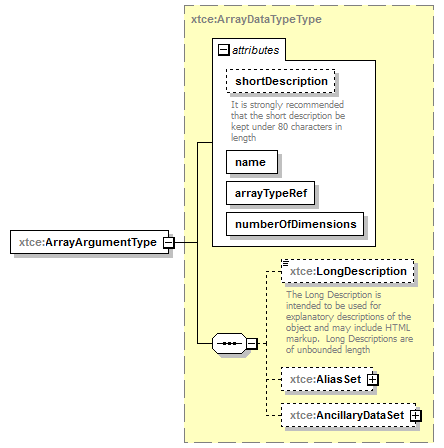 xtce:ArrayDataTypeType
attributes
shortDescription
It is strongly recommended
that the short description be
kept under 80 characters in
length
name
arrayTypeRef
numberOfDimensions
xtce:ArrayArgumentType
xtce:LongDescription
The Long Description is
intended to be used for
explanatory descriptions of the
object and may include HTML
markup.  Long Descriptions are
of unbounded length
xtce:AliasSet
xtce:AncillaryDataSet